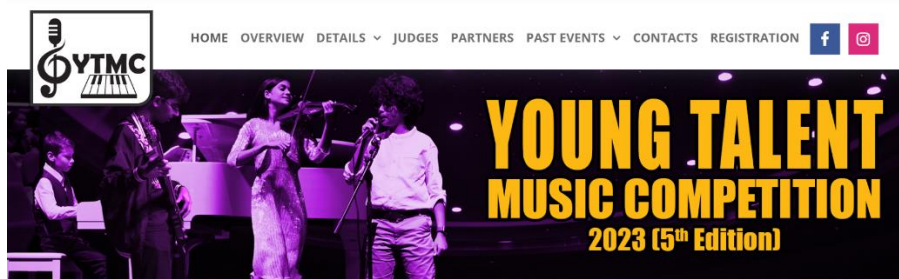 YTMC
HOME OVERVIEW DETAILS JUDGES PARTNERS PAST EVENTS CONTACTS REGISTRATION f
YOUNG TALENT
MUSIC COMPETITION
2023 (5th Edition)